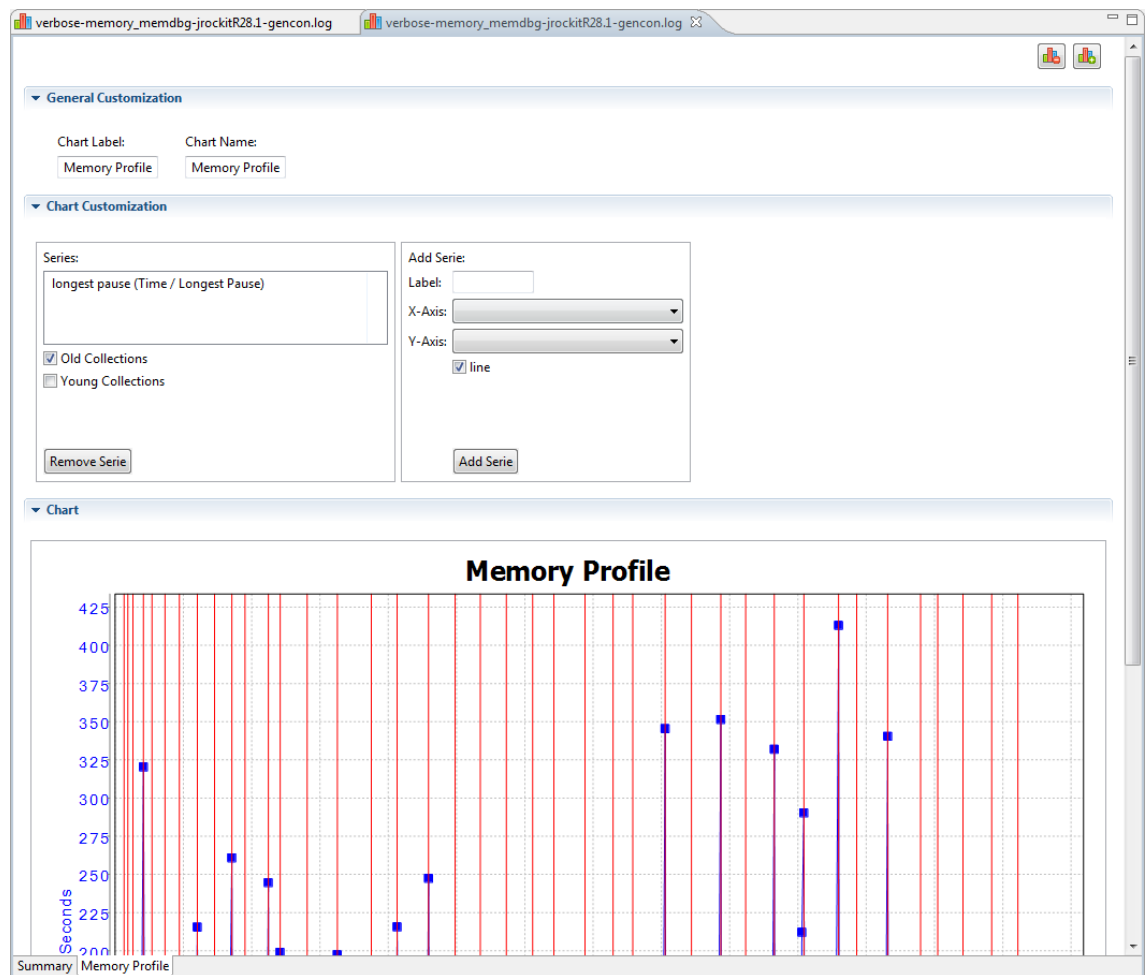 verbose-memory_memdbg-jrockitR28.1-gencon.log
verbose-memory_memdbg-jrockitR28.1-gencon.log
General Customization
Chart Label:
Chart Name:
Memory Profile
Memory Profile
Chart Customization
Series:
longest pause (Time / Longest Pause)
Old Collections
Young Collections
Remove Serie
Add Serie:
Label:
X-Axis:
Y-Axis:
line
Add Serie
Chart
Memory Profile
425
400
375
350
325
300
275
250
225
200
Seconds
Summary
Memory Profile